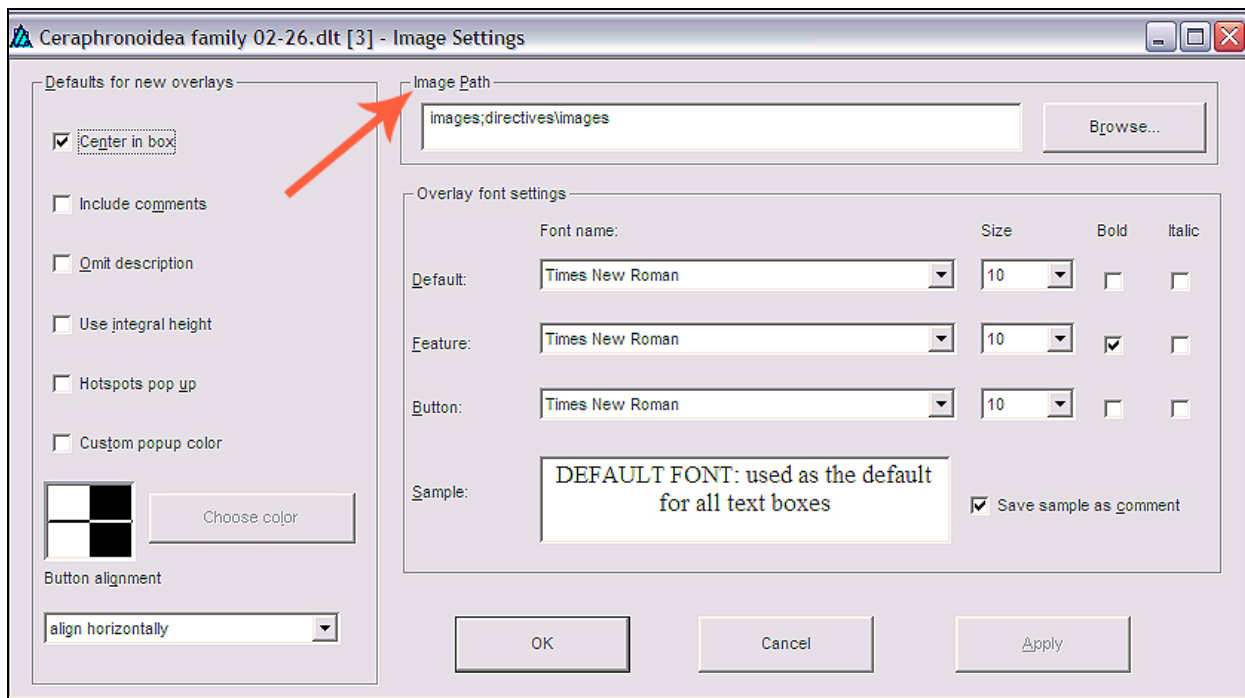 Ceraphronoidea family 02-26.dlt [3] - Image Settings
Defaults for new overlays
Center in box
Include comments
Omit description
Use integral height
Hotspots pop up
Custom popup color
Choose color
Button alignment
align horizontally
Image Path
images;directives\images
Browse...
Overlay font settings
Font name: Size Bold Italic
Default: Times New Roman 10
Feature: Times New Roman 10
Button: Times New Roman 10
Sample:
DEFAULT FONT: used as the default
for all text boxes
Save sample as comment
OK Cancel Apply